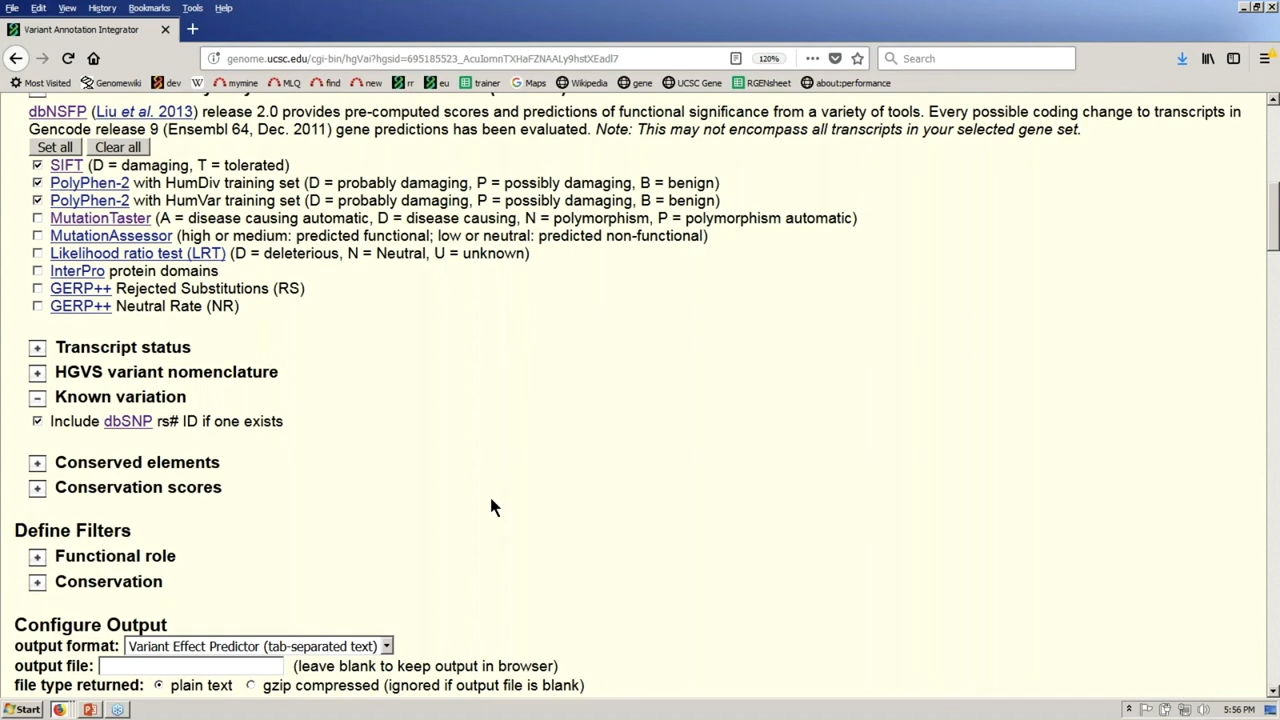 File Edit View History Bookmarks Tools Help
Variant Annotation Integrator
genome.ucsc.edu/cgi-bin/hgVai?hgsid=695185523_AcuIomnTXHaFZNAALy9hstXEadl7 120% Search
Most Visited Genomewiki dev mymine MLQ find new rr eu trainer Maps Wikipedia gene UCSC Gene RGENsheet about:performance
dbNSFP (Liu et al. 2013) release 2.0 provides pre-computed scores and predictions of functional significance from a variety of tools. Every possible coding change to transcripts in
Gencode release 9 (Ensembl 64, Dec. 2011) gene predictions has been evaluated. Note: This may not encompass all transcripts in your selected gene set.
Set all Clear all
SIFT (D = damaging, T = tolerated)
PolyPhen-2 with HumDiv training set (D = probably damaging, P = possibly damaging, B = benign)
PolyPhen-2 with HumVar training set (D = probably damaging, P = possibly damaging, B = benign)
MutationTaster (A = disease causing automatic, D = disease causing, N = polymorphism, P = polymorphism automatic)
MutationAssessor (high or medium: predicted functional; low or neutral: predicted non-functional)
Likelihood ratio test (LRT) (D = deleterious, N = Neutral, U = unknown)
InterPro protein domains
GERP++ Rejected Substitutions (RS)
GERP++ Neutral Rate (NR)
Transcript status
HGVS variant nomenclature
Known variation
Include dbSNP rs# ID if one exists
Conserved elements
Conservation scores
Define Filters
Functional role
Conservation
Configure Output
output format: Variant Effect Predictor (tab-separated text)
output file: (leave blank to keep output in browser)
file type returned: plain text gzip compressed (ignored if output file is blank)
Start 5:56 PM